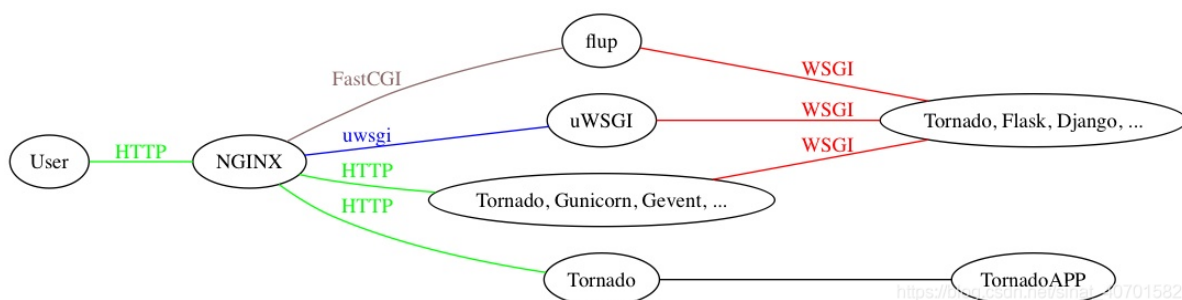 flup
FastCGI
WSGI
uwsgi
uWSGI
WSGI
Tornado, Flask, Django, ...
User
HTTP
NGINX
HTTP
WSGI
Tornado, Gunicorn, Gevent, ...
HTTP
Tornado
TornadoAPP